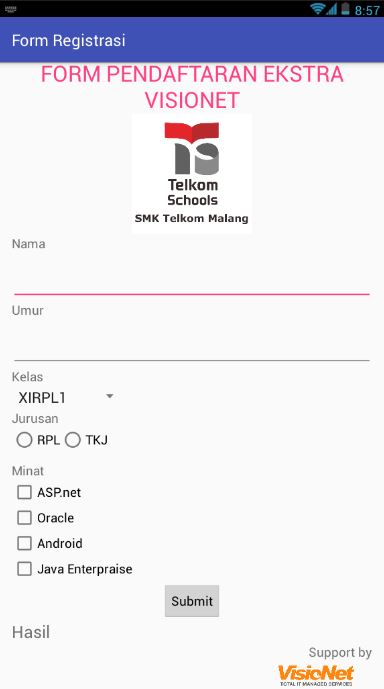 8:57
Form Registrasi
FORM PENDAFTARAN EKSTRA
VISIONET
Telkom
Schools
SMK Telkom Malang
Nama
Umur
Kelas
XIRPL1
Jurusan
RPL TKJ
Minat
ASP.net
Oracle
Android
Java Enterpraise
Submit
Hasil
Support by
VisioNet
TOTAL IT MANAGED SERVICES